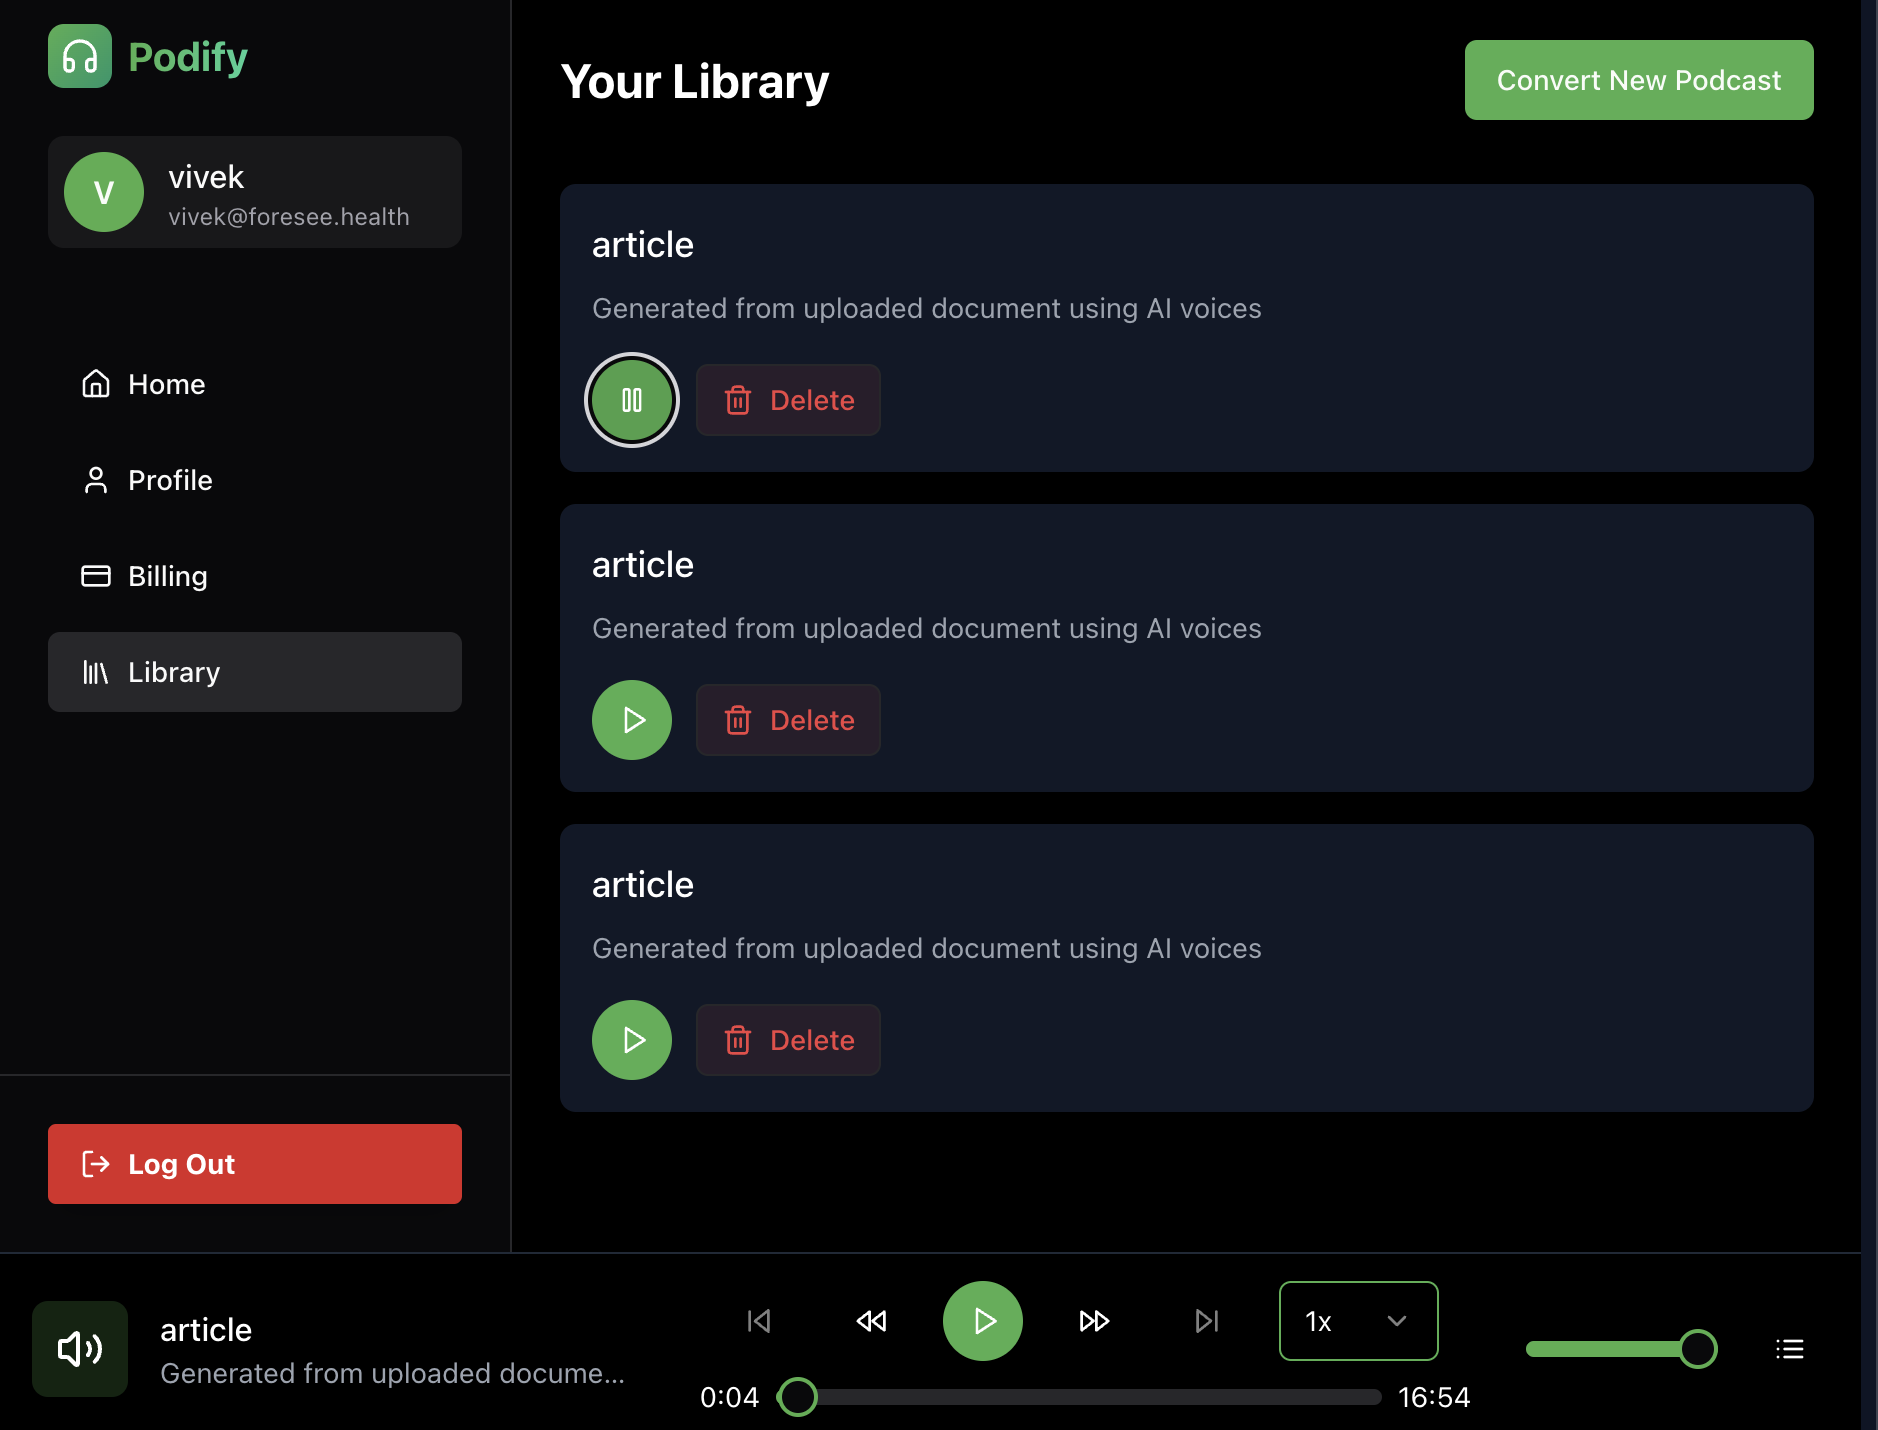 Podify
V
vivek
vivek@foresee.health
Home
Profile
Billing
Library
Log Out
Your Library
Convert New Podcast
article
Generated from uploaded document using AI voices
Delete
article
Generated from uploaded document using AI voices
Delete
article
Generated from uploaded document using AI voices
Delete
article
Generated from uploaded docume...
1x
0:04
16:54